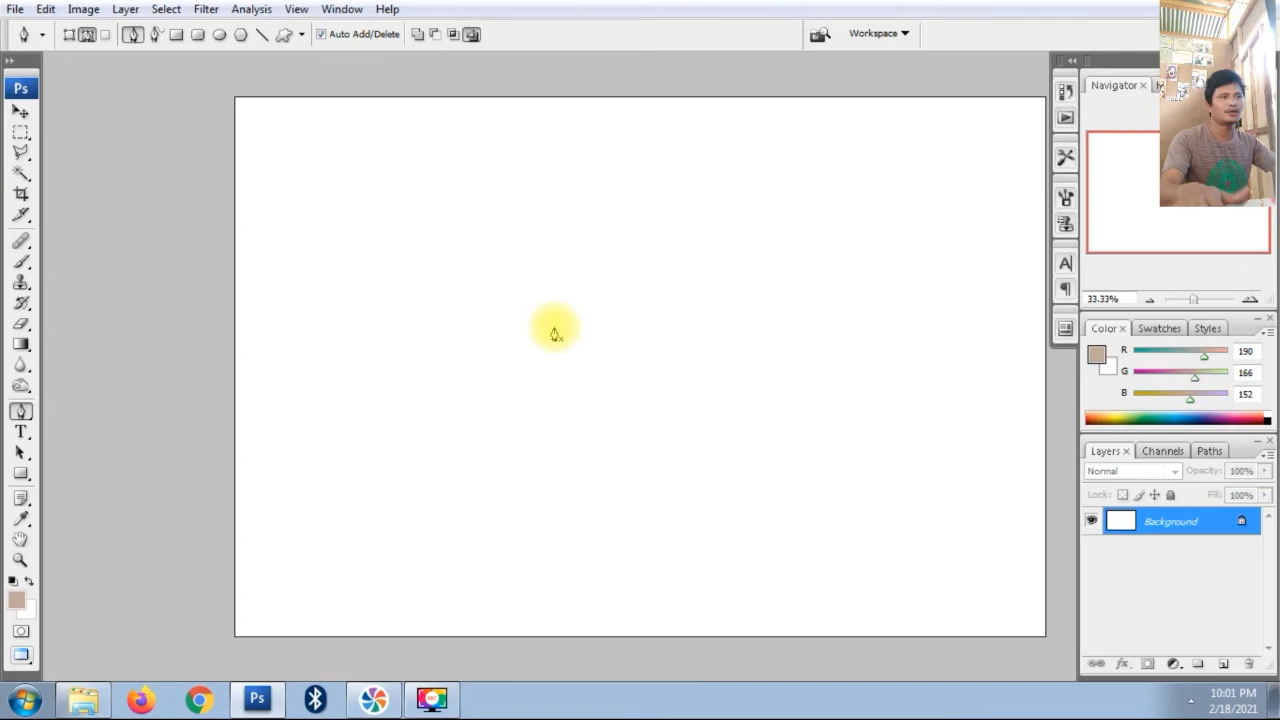 File Edit Image Layer Select Filter Analysis View Window Help
Auto Add/Delete
Workspace
Ps
Navigator
33.33%
Color Swatches Styles
R 190
G 166
B 152
Layers Channels Paths
Normal Opacity: 100%
Lock: Fill: 100%
Background
A
T
Ps
10:01 PM
2/18/2021